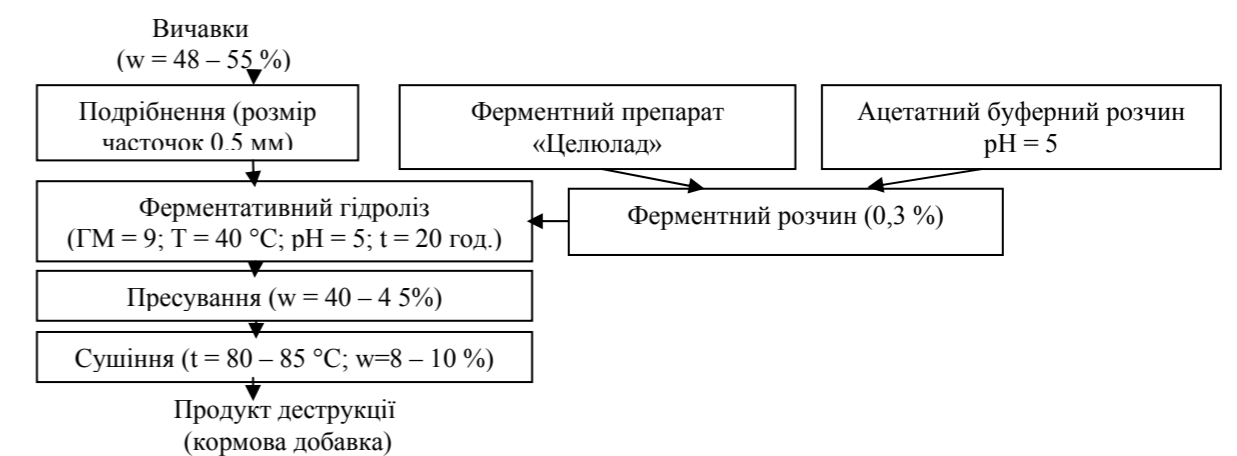 Вичавки
(w = 48 – 55 %)
Подрібнення (розмір
часточок 0.5 мм)
Ферментний препарат
«Целюлад»
Ацетатний буферний розчин
pH = 5
Ферментативний гідроліз
(ГМ = 9; T = 40 °C; pH = 5; t = 20 год.)
Ферментний розчин (0,3 %)
Пресування (w = 40 – 4 5%)
Сушіння (t = 80 – 85 °C; w=8 – 10 %)
Продукт деструкції
(кормова добавка)